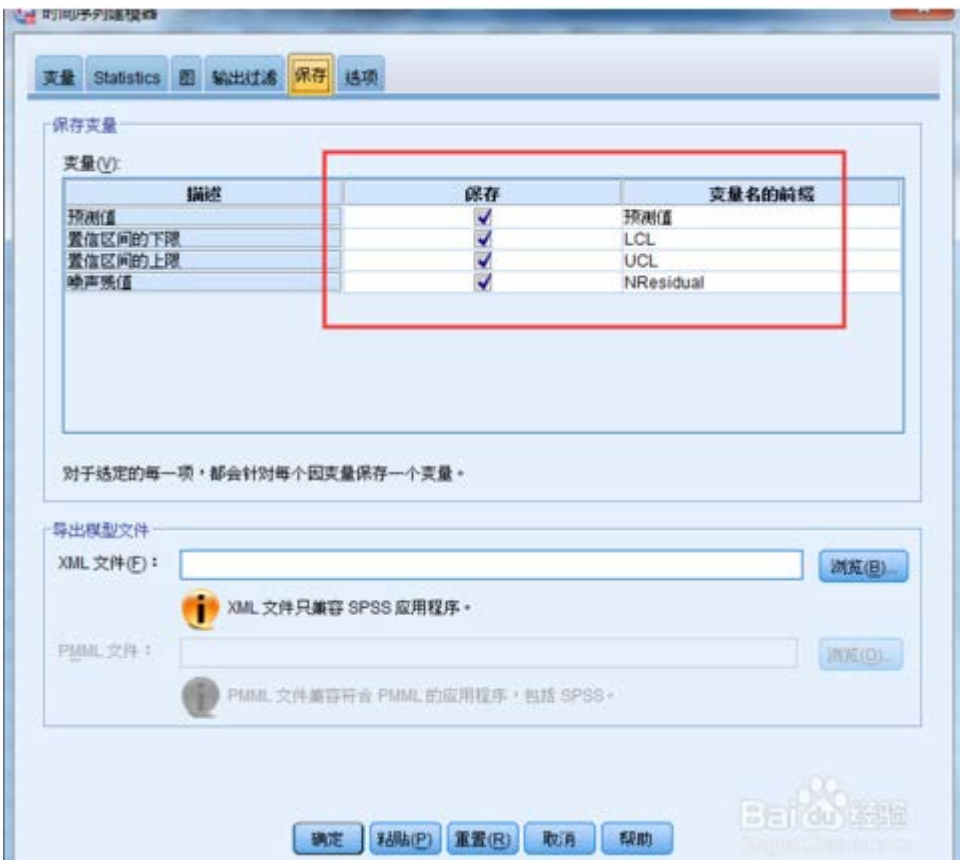 时间序列建模器
变量 Statistics 图 输出过滤 保存 选项
保存变量
变量(V):
描述 保存 变量名的前缀
预测值 预测值
置信区间的下限 LCL
置信区间的上限 UCL
噪声残值 NResidual
对于选定的每一项，都会针对每个因变量保存一个变量。
导出模型文件
XML 文件(F)： 浏览(B)...
XML 文件只兼容 SPSS 应用程序。
PMML 文件： 浏览(O)...
PMML 文件兼容符合 PMML 的应用程序，包括 SPSS。
Baidu 经验
确定 粘贴(P) 重置(R) 取消 帮助